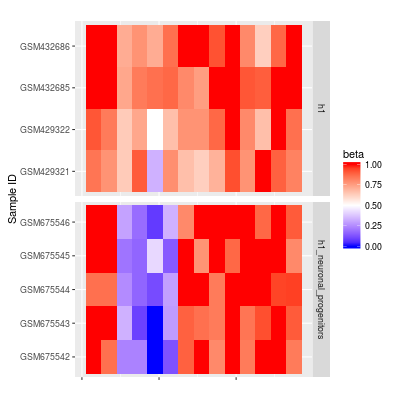 GSM432686
GSM432685
GSM429322
GSM429321
h1
GSM675546
GSM675545
GSM675544
GSM675543
GSM675542
h1_neuronal_progenitors
Sample ID
beta
1.00
0.75
0.50
0.25
0.00